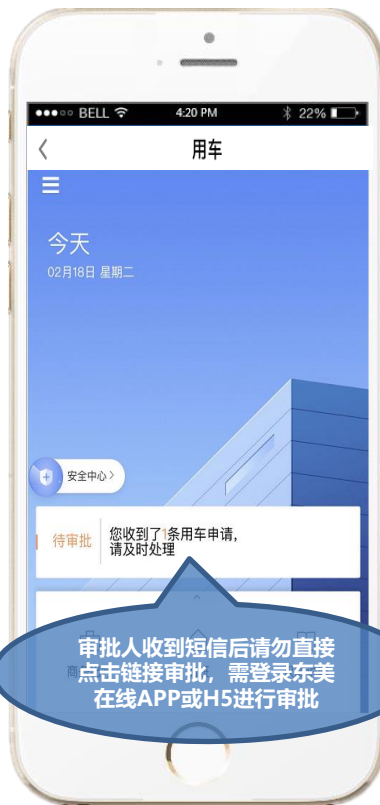 BELL 4:20 PM 22%
用车
今天
02月18日 星期二
安全中心>
待审批
您收到了1条用车申请,
请及时处理
审批人收到短信后请勿直接
点击链接审批，需登录东美
在线APP或H5进行审批